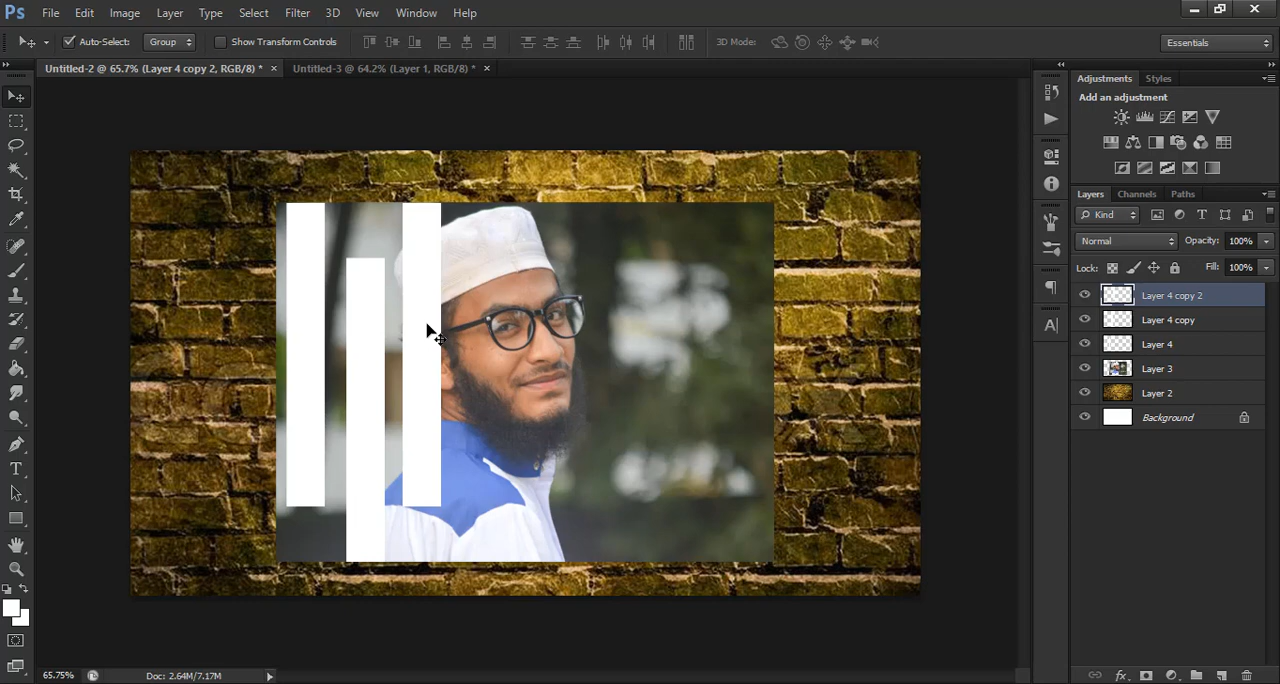 Ps File Edit Image Layer Type Select Filter 3D View Window Help
Auto-Select: Group Show Transform Controls 3D Mode: Essentials
Untitled-2 @ 65.7% (Layer 4 copy 2, RGB/8) * × Untitled-3 @ 64.2% (Layer 1, RGB/8) * ×
Adjustments Styles
Add an adjustment
Layers Channels Paths
Kind
Normal Opacity: 100%
Lock: Fill: 100%
Layer 4 copy 2
Layer 4 copy
Layer 4
Layer 3
Layer 2
Background
65.75% Doc: 2.64M/7.17M